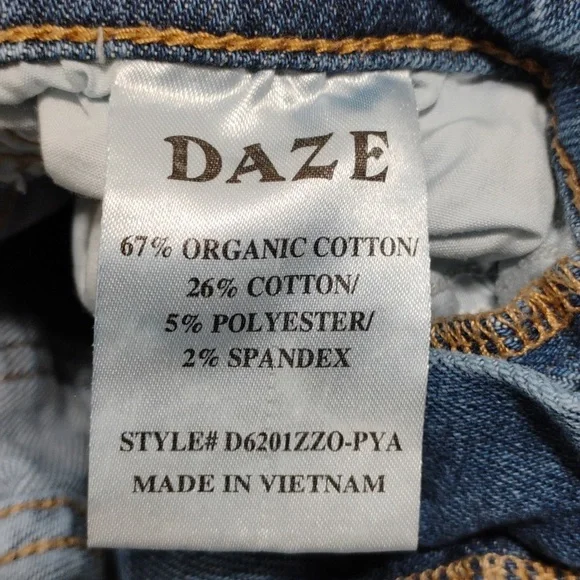 DAZE
67% ORGANIC COTTON/
26% COTTON/
5% POLYESTER/
2% SPANDEX
STYLE# D6201ZZO-PYA
MADE IN VIETNAM